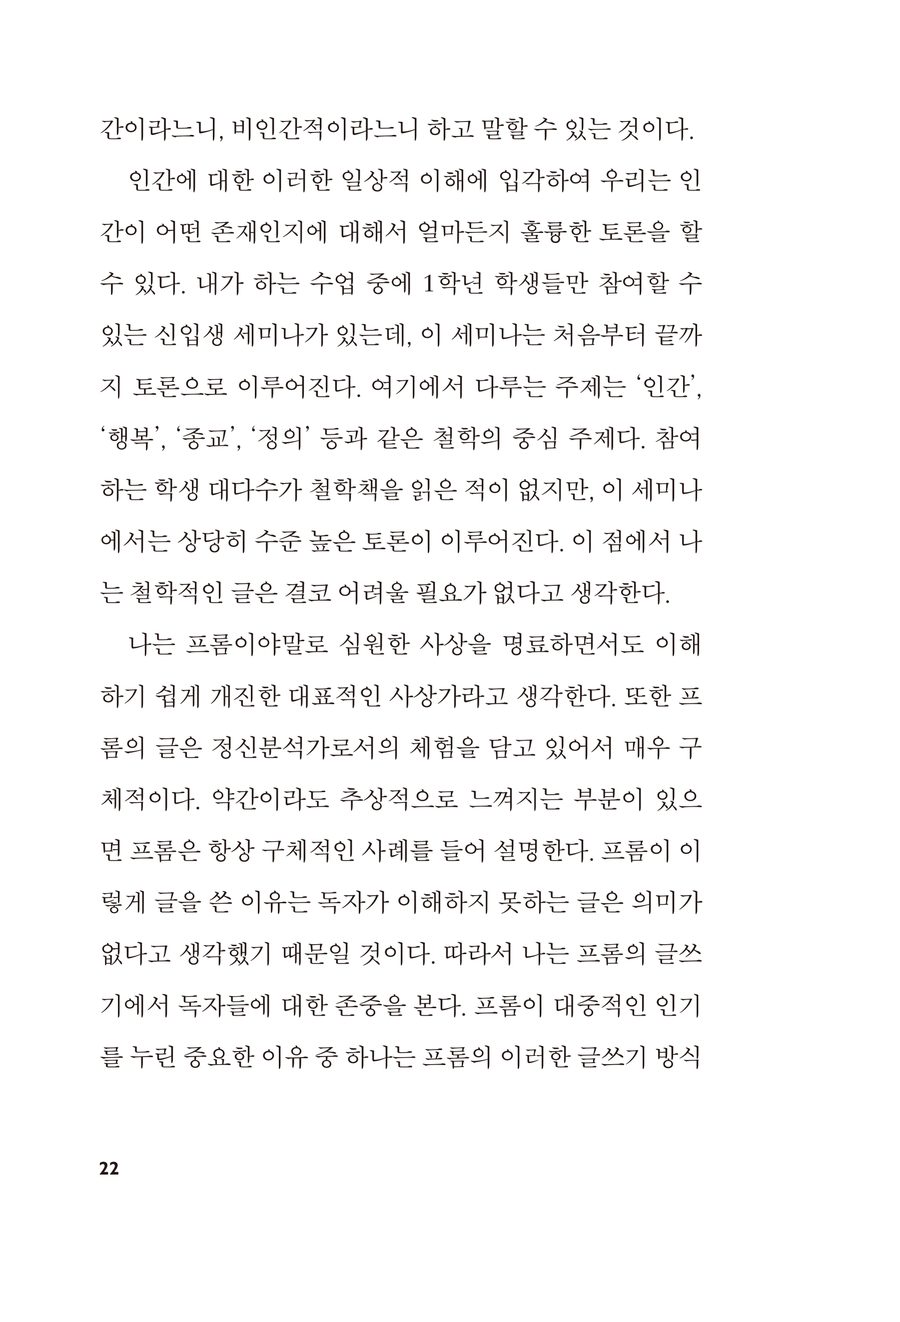 간이라느니, 비인간적이라느니 하고 말할 수 있는 것이다.
인간에 대한 이러한 일상적 이해에 입각하여 우리는 인
간이 어떤 존재인지에 대해서 얼마든지 훌륭한 토론을 할
수 있다. 내가 하는 수업 중에 1학년 학생들만 참여할 수
있는 신입생 세미나가 있는데, 이 세미나는 처음부터 끝까
지 토론으로 이루어진다. 여기에서 다루는 주제는 ‘인간’,
‘행복’, ‘종교’, ‘정의’ 등과 같은 철학의 중심 주제다. 참여
하는 학생 대다수가 철학책을 읽은 적이 없지만, 이 세미나
에서는 상당히 수준 높은 토론이 이루어진다. 이 점에서 나
는 철학적인 글은 결코 어려울 필요가 없다고 생각한다.
나는 프롬이야말로 심원한 사상을 명료하면서도 이해
하기 쉽게 개진한 대표적인 사상가라고 생각한다. 또한 프
롬의 글은 정신분석가로서의 체험을 담고 있어서 매우 구
체적이다. 약간이라도 추상적으로 느껴지는 부분이 있으
면 프롬은 항상 구체적인 사례를 들어 설명한다. 프롬이 이
렇게 글을 쓴 이유는 독자가 이해하지 못하는 글은 의미가
없다고 생각했기 때문일 것이다. 따라서 나는 프롬의 글쓰
기에서 독자들에 대한 존중을 본다. 프롬이 대중적인 인기
를 누린 중요한 이유 중 하나는 프롬의 이러한 글쓰기 방식
22